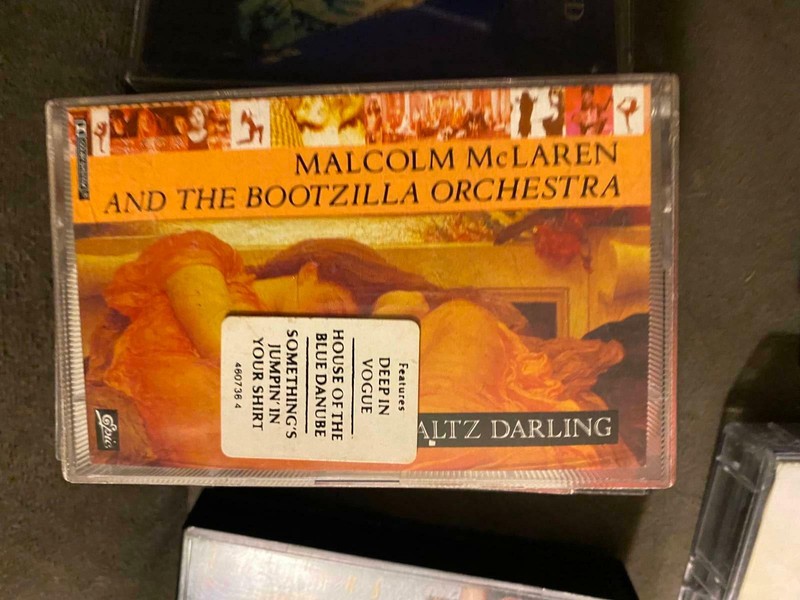 MALCOLM McLAREN
AND THE BOOTZILLA ORCHESTRA
ALTZ DARLING
Features
DEEP IN
VOGUE
HOUSE OF THE
BLUE DANUBE
SOMETHING'S
JUMPIN' IN
YOUR SHIRT
460736 4
Epic